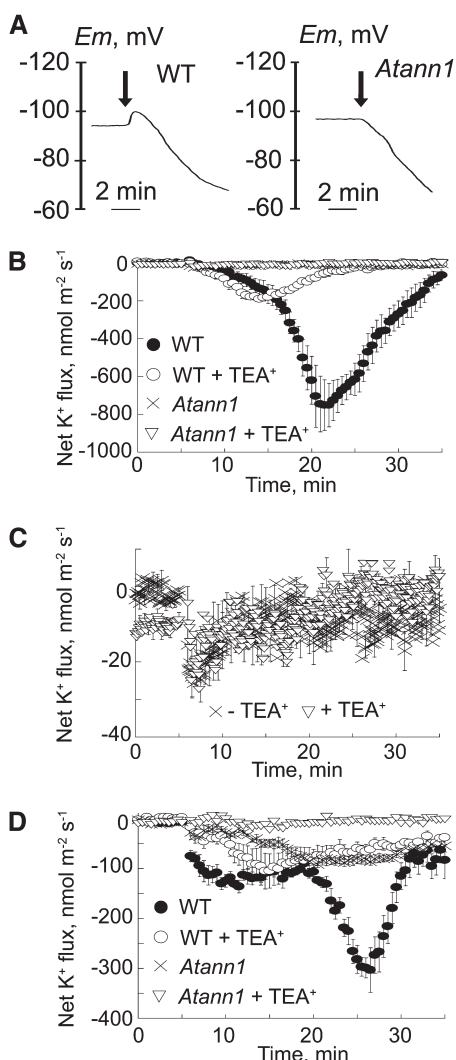 A
Em, mV
Em, mV
-120
WT
-120
Atann1
-100
-100
-80
-80
2 min
2 min
-60
-60
B
Net K⁺ flux, nmol m⁻² s⁻¹
0
-200
-400
-600
-800
-1000
WT
WT + TEA⁺
Atann1
Atann1 + TEA⁺
0
10
20
30
Time, min
C
Net K⁺ flux, nmol m⁻² s⁻¹
0
-20
-40
- TEA⁺
+ TEA⁺
0
10
20
30
Time, min
D
Net K⁺ flux, nmol m⁻² s⁻¹
0
-100
-200
-300
-400
WT
WT + TEA⁺
Atann1
Atann1 + TEA⁺
0
10
20
30
Time, min